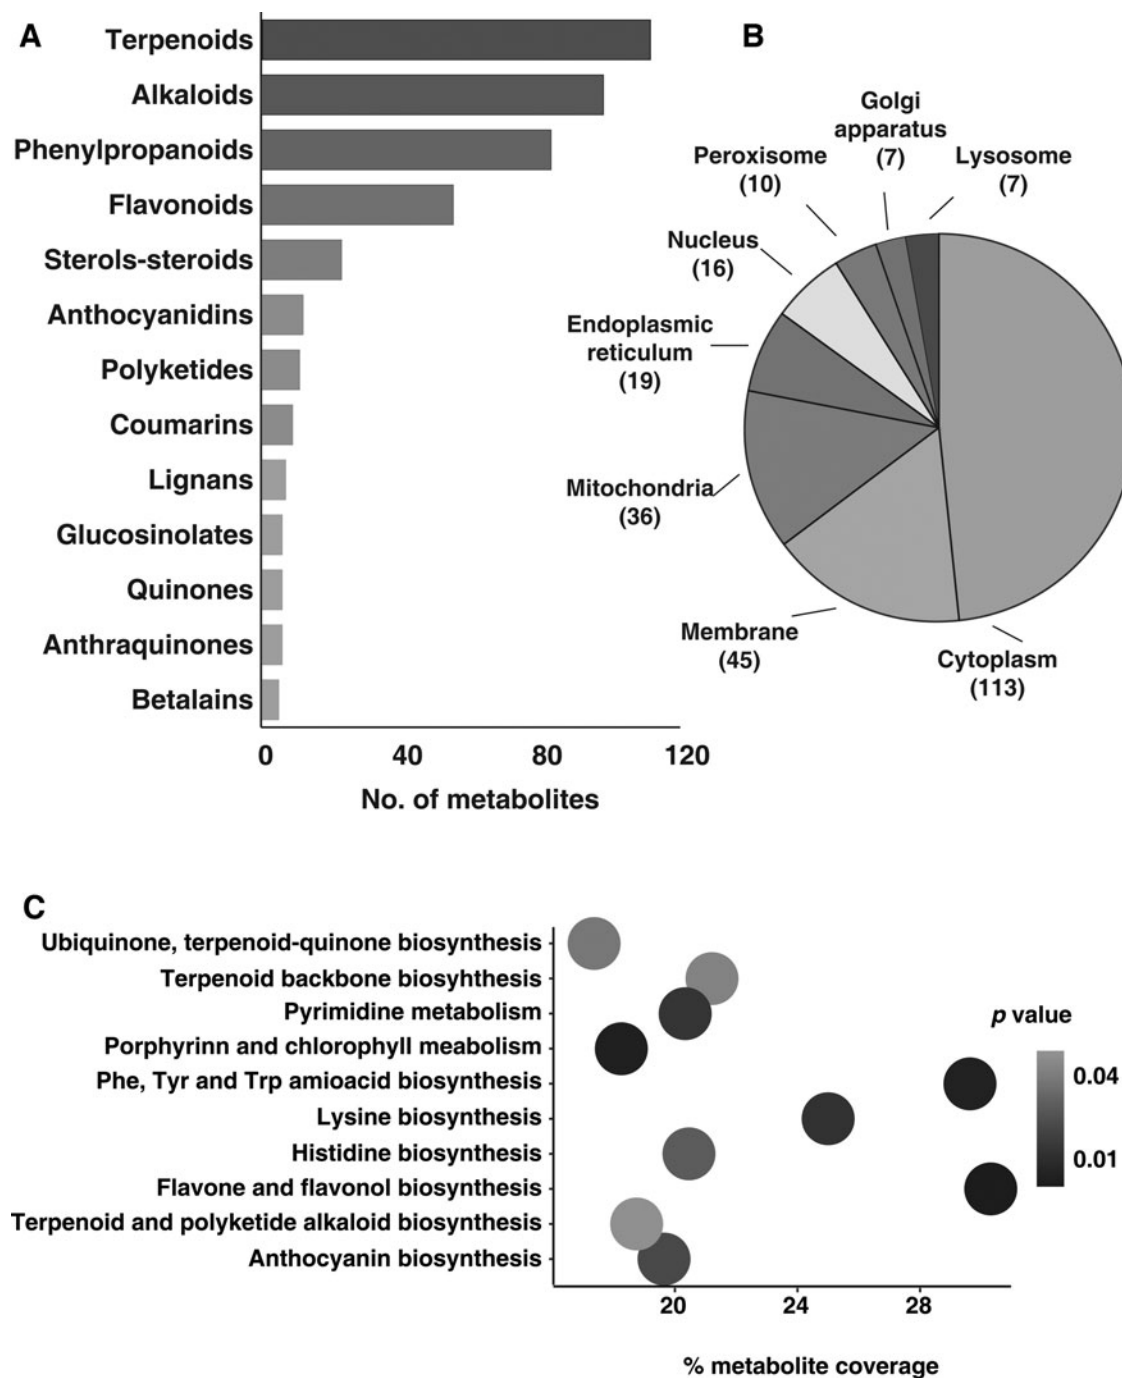 A
Terpenoids
Alkaloids
Phenylpropanoids
Flavonoids
Sterols-steroids
Anthocyanidins
Polyketides
Coumarins
Lignans
Glucosinolates
Quinones
Anthraquinones
Betalains
0 40 80 120
No. of metabolites
B
Golgi
apparatus
(7)
Lysosome
(7)
Peroxisome
(10)
Nucleus
(16)
Endoplasmic
reticulum
(19)
Mitochondria
(36)
Membrane
(45)
Cytoplasm
(113)
C
Ubiquinone, terpenoid-quinone biosynthesis
Terpenoid backbone biosyhthesis
Pyrimidine metabolism
Porphyrinn and chlorophyll meabolism
Phe, Tyr and Trp amioacid biosynthesis
Lysine biosynthesis
Histidine biosynthesis
Flavone and flavonol biosynthesis
Terpenoid and polyketide alkaloid biosynthesis
Anthocyanin biosynthesis
20 24 28
% metabolite coverage
p value
0.04
0.01